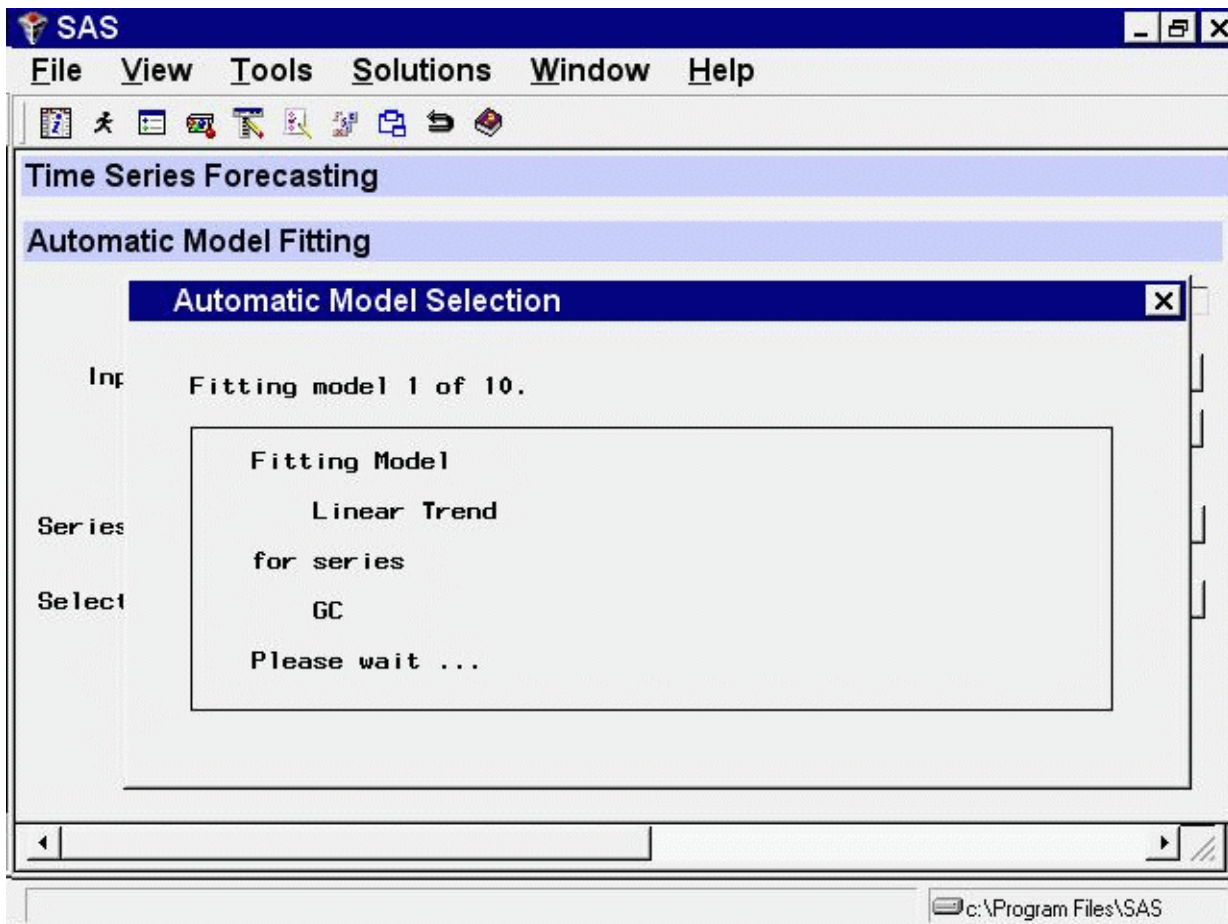 SAS
File View Tools Solutions Window Help
Time Series Forecasting
Automatic Model Fitting
Automatic Model Selection
Inp
Fitting model 1 of 10.
Fitting Model
Linear Trend
Series
for series
Select
GC
Please wait ...
c:\Program Files\SAS